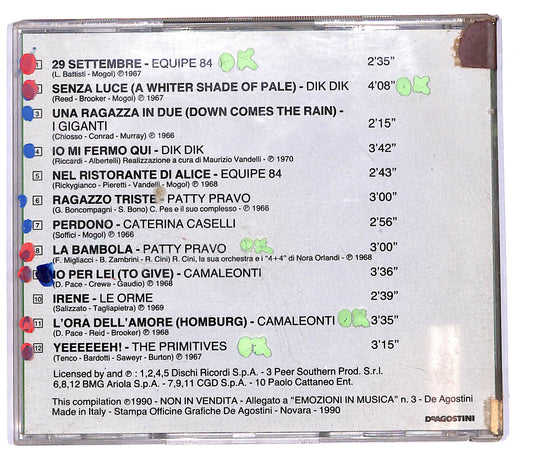 1 29 SETTEMBRE - EQUIPE 84 OK 2'35"
(L. Battisti - Mogol) ℗1967
2 SENZA LUCE (A WHITER SHADE OF PALE) - DIK DIK 4'08" OK
(Reed - Brooker - Mogol) ℗ 1967
3 UNA RAGAZZA IN DUE (DOWN COMES THE RAIN) -
I GIGANTI 2'15"
(Chiosso - Conrad - Murray) ℗ 1966
4 IO MI FERMO QUI - DIK DIK 3'42"
(Riccardi - Albertelli) Realizzazione a cura di Maurizio Vandelli - ℗ 1970
5 NEL RISTORANTE DI ALICE - EQUIPE 84 2'43"
(Rickygianco - Pieretti - Vandelli - Mogol) ℗ 1968
6 RAGAZZO TRISTE - PATTY PRAVO 3'00"
(G. Boncompagni - S. Bono) C. Pes e il suo complesso - ℗ 1966
7 PERDONO - CATERINA CASELLI 2'56"
(Soffici - Mogol) ℗ 1966
8 LA BAMBOLA - PATTY PRAVO OK 3'00"
(F. Migliacci - B. Zambrini - R. Cini) R. Cini, la sua orchestra e i "4+4" di Nora Orlandi - ℗ 1968
IO PER LEI (TO GIVE) - CAMALEONTI 3'36"
(D. Pace - Crewe - Gaudio) ℗ 1968
10 IRENE - LE ORME 2'39"
(Salizzato - Tagliapietra) ℗ 1969
11 L'ORA DELL'AMORE (HOMBURG) - CAMALEONTI OK 3'35"
(D. Pace - Reid - Brooker) ℗ 1968
12 YEEEEEEH! - THE PRIMITIVES OK 3'15"
(Tenco - Bardotti - Saweyr - Burton) ℗ 1967
Licensed by and ℗ : 1,2,4,5 Dischi Ricordi S.p.A. - 3 Peer Southern Prod. S.r.l.
6,8,12 BMG Ariola S.p.A. - 7,9,11 CGD S.p.A. - 10 Paolo Cattaneo Ent.
This compilation ℗1990 - NON IN VENDITA - Allegato a "EMOZIONI IN MUSICA" n. 3 - De Agostini
Made in Italy - Stampa Officine Grafiche De Agostini - Novara - 1990
DEAGOSTINI